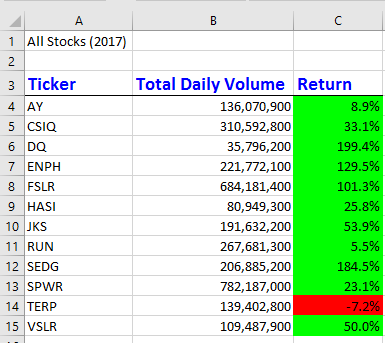 A B C
1 All Stocks (2017)
2
3 Ticker Total Daily Volume Return
4 AY 136,070,900 8.9%
5 CSIQ 310,592,800 33.1%
6 DQ 35,796,200 199.4%
7 ENPH 221,772,100 129.5%
8 FSLR 684,181,400 101.3%
9 HASI 80,949,300 25.8%
10 JKS 191,632,200 53.9%
11 RUN 267,681,300 5.5%
12 SEDG 206,885,200 184.5%
13 SPWR 782,187,000 23.1%
14 TERP 139,402,800 -7.2%
15 VSLR 109,487,900 50.0%